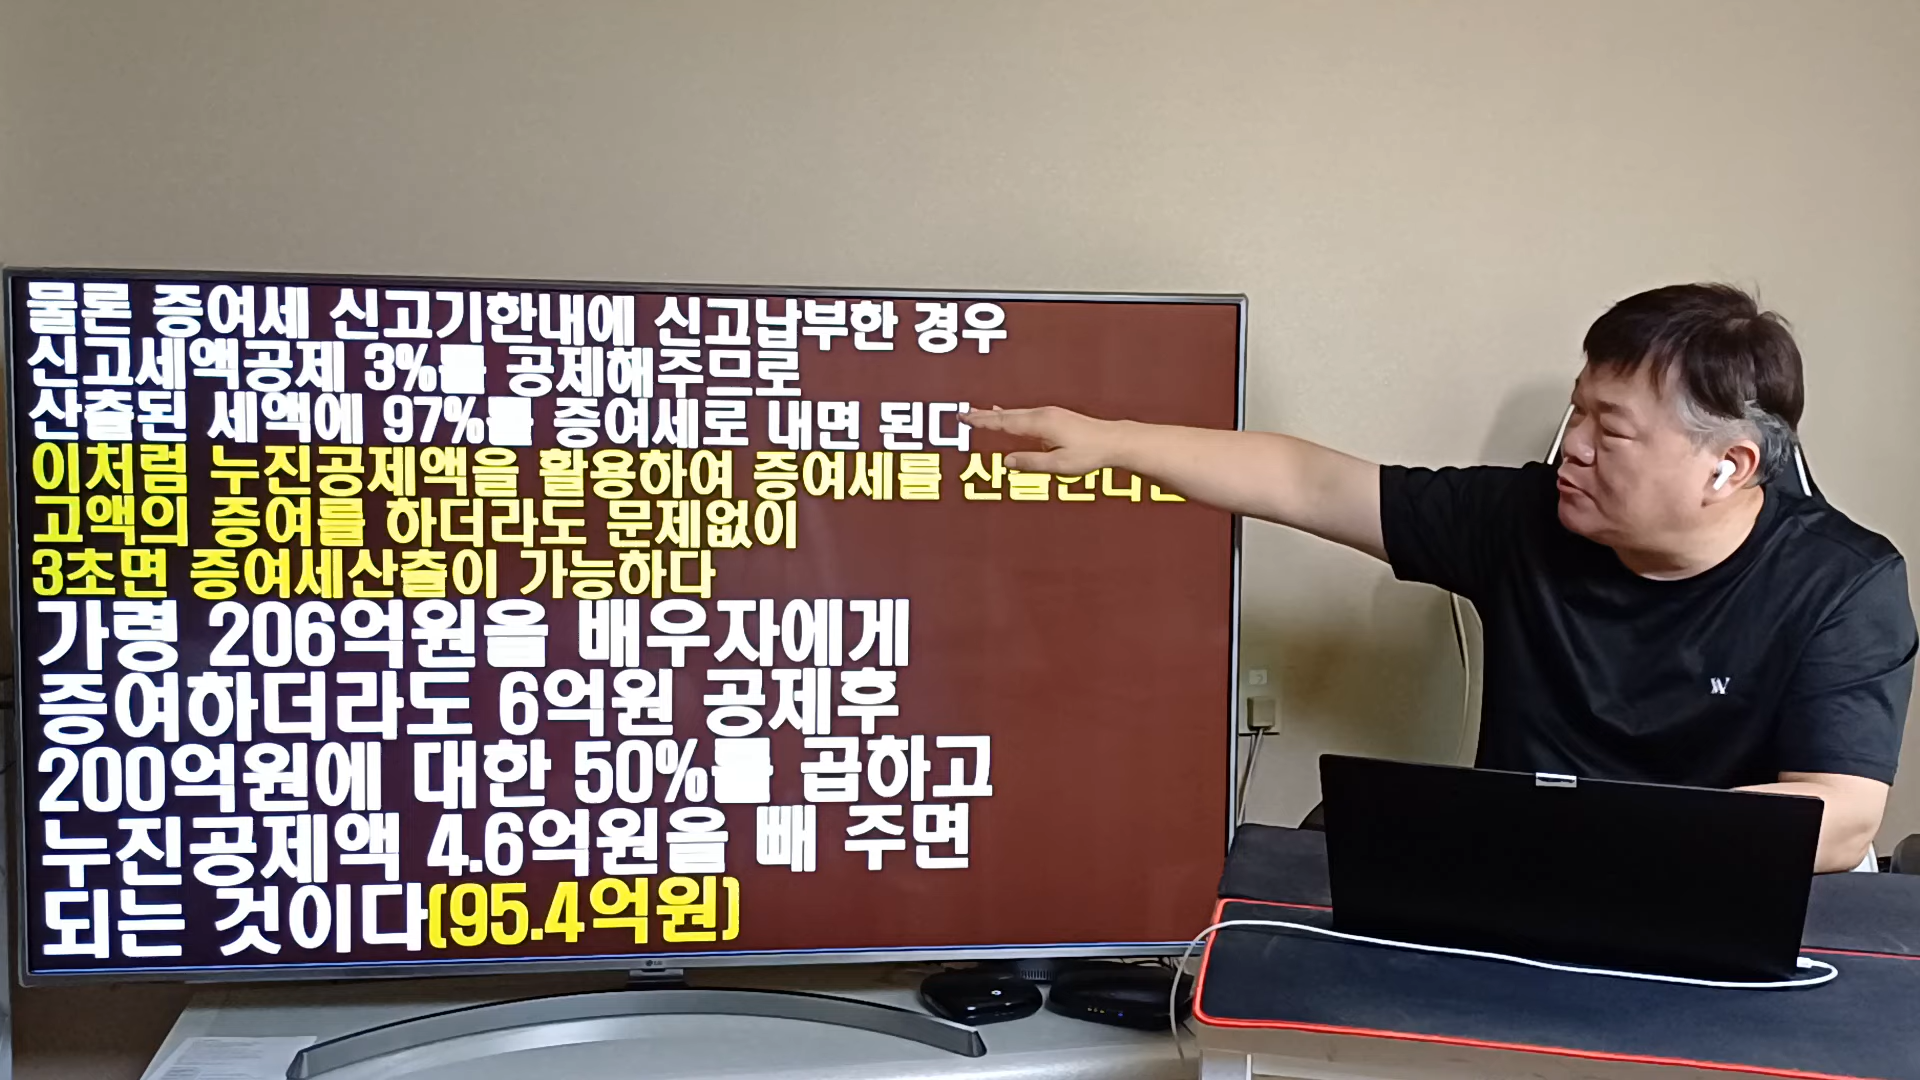 물론 증여세 신고기한내에 신고납부한 경우
신고세액공제 3%를 공제해주므로
산출된 세액에 97%를 증여세로 내면 된다
이처럼 누진공제액을 활용하여 증여세를 산출한다면
고액의 증여를 하더라도 문제없이
3초면 증여세산출이 가능하다
가령 206억원을 배우자에게
증여하더라도 6억원 공제후
200억원에 대한 50%를 곱하고
누진공제액 4.6억원을 빼 주면
되는 것이다(95.4억원)
LG
W